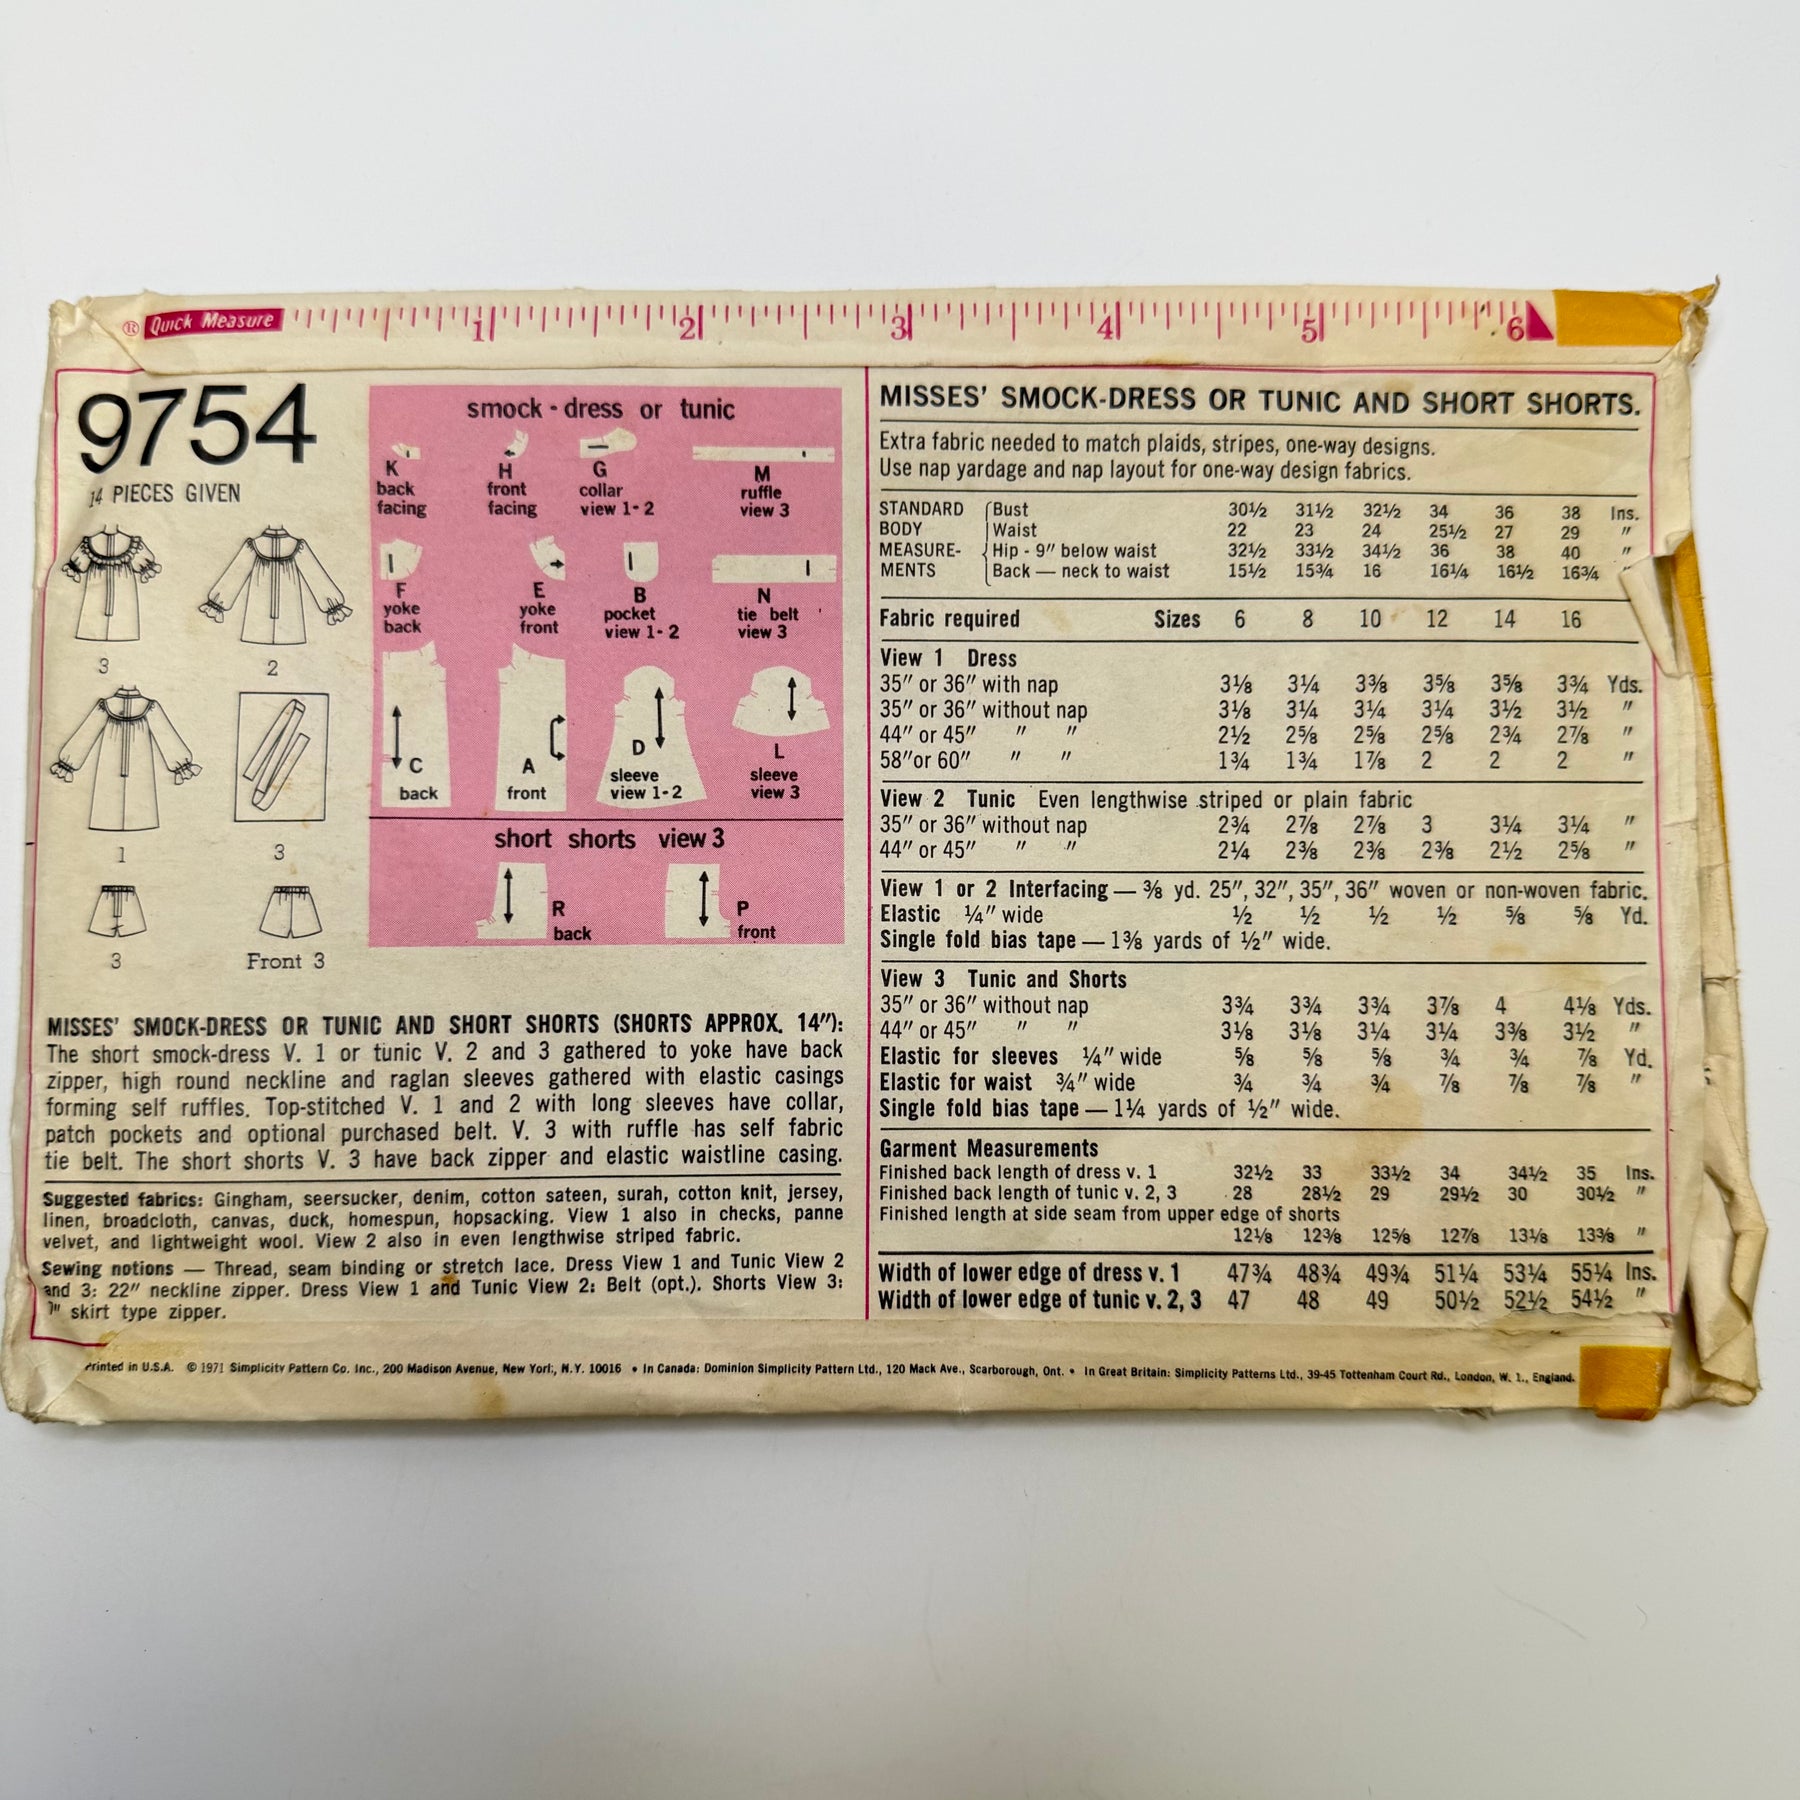 ® Quick Measure 1 2 3 4 5 6
9754
14 PIECES GIVEN
3 2
1 3
3 Front 3
smock - dress or tunic
K back facing
H front facing
G collar view 1-2
M ruffle view 3
F yoke back
E yoke front
B pocket view 1-2
N tie belt view 3
C back
A front
D sleeve view 1-2
L sleeve view 3
short shorts view 3
R back
P front
MISSES' SMOCK-DRESS OR TUNIC AND SHORT SHORTS (SHORTS APPROX. 14"):
The short smock-dress V. 1 or tunic V. 2 and 3 gathered to yoke have back
zipper, high round neckline and raglan sleeves gathered with elastic casings
forming self ruffles. Top-stitched V. 1 and 2 with long sleeves have collar,
patch pockets and optional purchased belt. V. 3 with ruffle has self fabric
tie belt. The short shorts V. 3 have back zipper and elastic waistline casing.
Suggested fabrics: Gingham, seersucker, denim, cotton sateen, surah, cotton knit, jersey,
linen, broadcloth, canvas, duck, homespun, hopsacking. View 1 also in checks, panne
velvet, and lightweight wool. View 2 also in even lengthwise striped fabric.
Sewing notions — Thread, seam binding or stretch lace. Dress View 1 and Tunic View 2
and 3: 22" neckline zipper. Dress View 1 and Tunic View 2: Belt (opt.). Shorts View 3:
skirt type zipper.
MISSES' SMOCK-DRESS OR TUNIC AND SHORT SHORTS.
Extra fabric needed to match plaids, stripes, one-way designs.
Use nap yardage and nap layout for one-way design fabrics.
STANDARD Bust 30½ 31½ 32½ 34 36 38 Ins.
BODY Waist 22 23 24 25½ 27 29 "
MEASURE- Hip - 9" below waist 32½ 33½ 34½ 36 38 40 "
MENTS Back — neck to waist 15½ 15¾ 16 16¼ 16½ 16¾ "
Fabric required Sizes 6 8 10 12 14 16
View 1 Dress
35" or 36" with nap 3⅛ 3¼ 3⅜ 3⅝ 3⅝ 3¾ Yds.
35" or 36" without nap 3⅛ 3¼ 3¼ 3¼ 3½ 3½ "
44" or 45" " " 2½ 2⅝ 2⅝ 2⅝ 2¾ 2⅞ "
58"or 60" " " 1¾ 1¾ 1⅞ 2 2 2 "
View 2 Tunic Even lengthwise striped or plain fabric
35" or 36" without nap 2¾ 2⅞ 2⅞ 3 3¼ 3¼ "
44" or 45" " " 2¼ 2⅜ 2⅜ 2⅜ 2½ 2⅝ "
View 1 or 2 Interfacing — ⅜ yd. 25", 32", 35", 36" woven or non-woven fabric.
Elastic ¼" wide ½ ½ ½ ½ ⅝ ⅝ Yd.
Single fold bias tape — 1⅜ yards of ½" wide.
View 3 Tunic and Shorts
35" or 36" without nap 3¾ 3¾ 3¾ 3⅞ 4 4⅛ Yds.
44" or 45" " " 3⅛ 3⅛ 3¼ 3¼ 3⅜ 3½ "
Elastic for sleeves ¼" wide ⅝ ⅝ ⅝ ¾ ¾ ⅞ Yd.
Elastic for waist ¾" wide ¾ ¾ ¾ ⅞ ⅞ ⅞ "
Single fold bias tape — 1¼ yards of ½" wide.
Garment Measurements
Finished back length of dress v. 1 32½ 33 33½ 34 34½ 35 Ins.
Finished back length of tunic v. 2, 3 28 28½ 29 29½ 30 30½ "
Finished length at side seam from upper edge of shorts
12⅛ 12⅜ 12⅝ 12⅞ 13⅛ 13⅜ "
Width of lower edge of dress v. 1 47¾ 48¾ 49¾ 51¼ 53¼ 55¼ Ins.
Width of lower edge of tunic v. 2, 3 47 48 49 50½ 52½ 54½ "
Printed in U.S.A. © 1971 Simplicity Pattern Co. Inc., 200 Madison Avenue, New York, N.Y. 10016 • In Canada: Dominion Simplicity Pattern Ltd., 120 Mack Ave., Scarborough, Ont. • In Great Britain: Simplicity Patterns Ltd., 39-45 Tottenham Court Rd., London, W. 1., England.